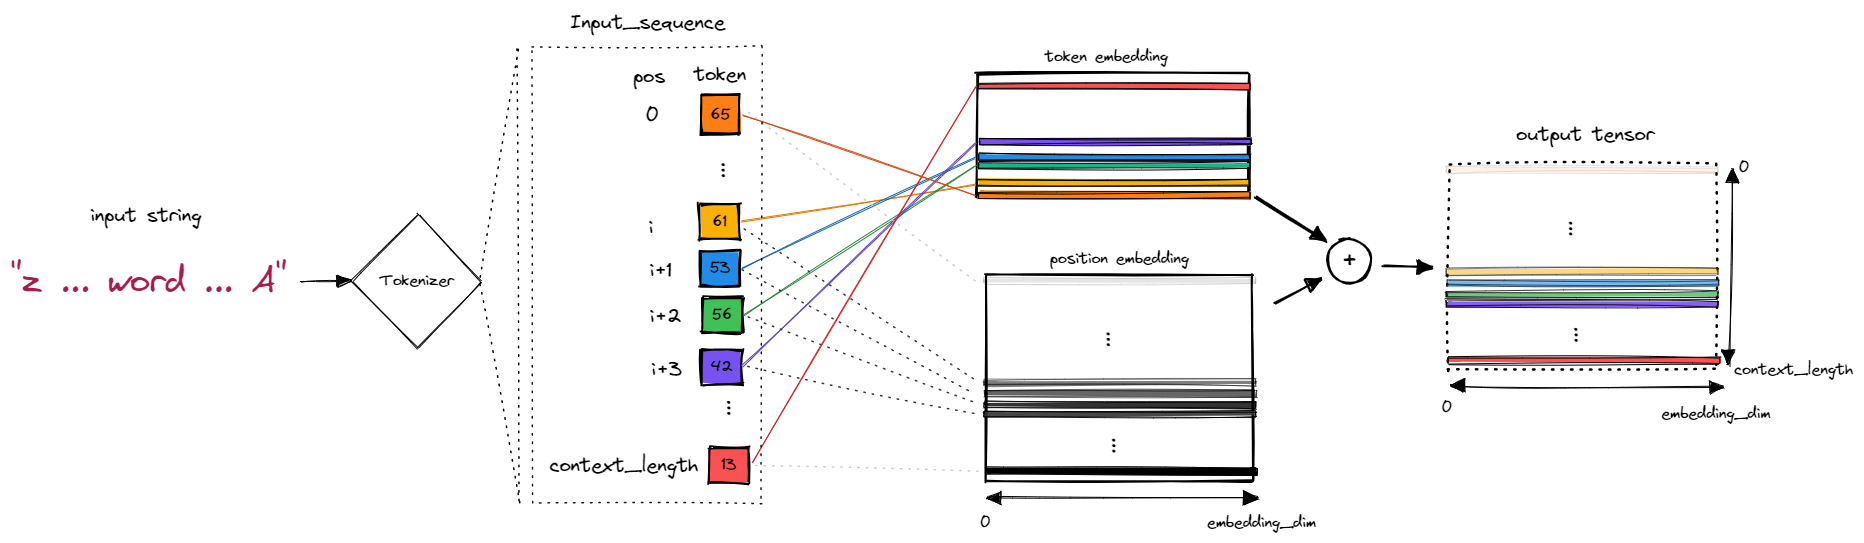 input string
"z ... word ... A"
Tokenizer
Input_sequence
pos token
0 65
⋮
i 61
i+1 53
i+2 56
i+3 42
⋮
context_length 13
token embedding
position embedding
⋮
⋮
0 embedding_dim
+
output tensor
0
⋮
⋮
context_length
0 embedding_dim